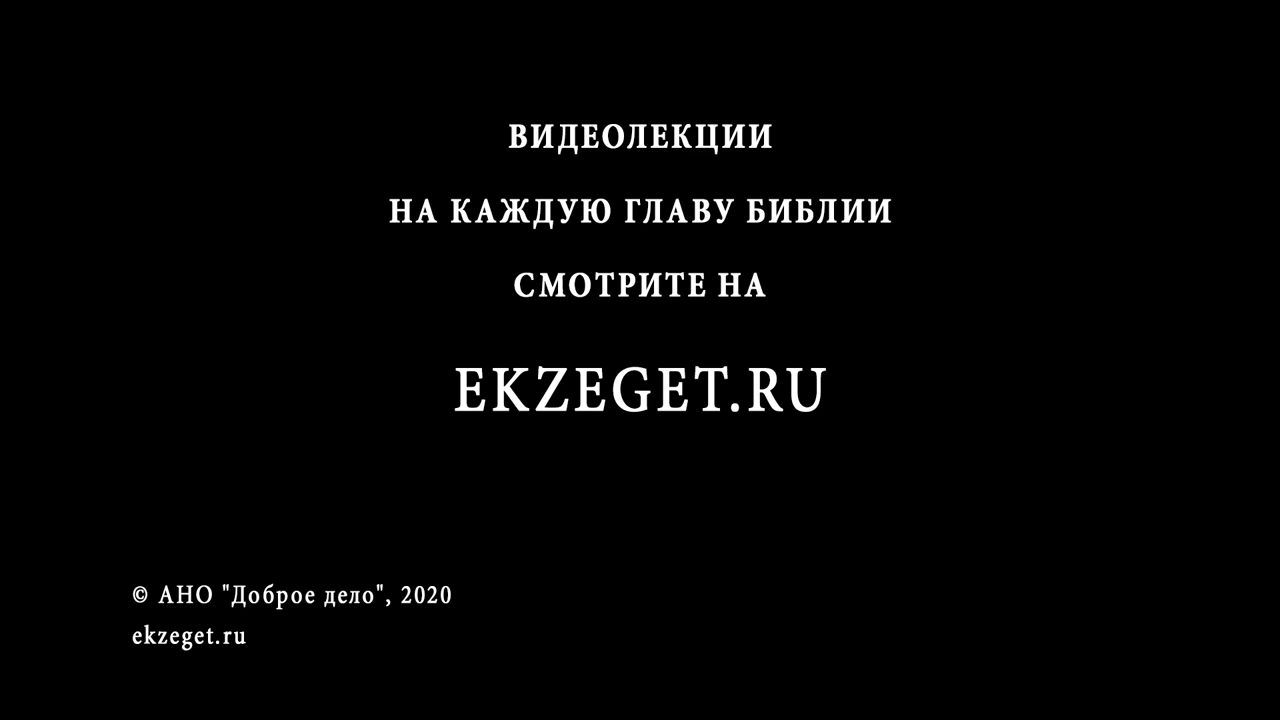 ВИДЕОЛЕКЦИИ
НА КАЖДУЮ ГЛАВУ БИБЛИИ
СМОТРИТЕ НА
EKZEGET.RU
© АНО "Доброе дело", 2020
ekzeget.ru